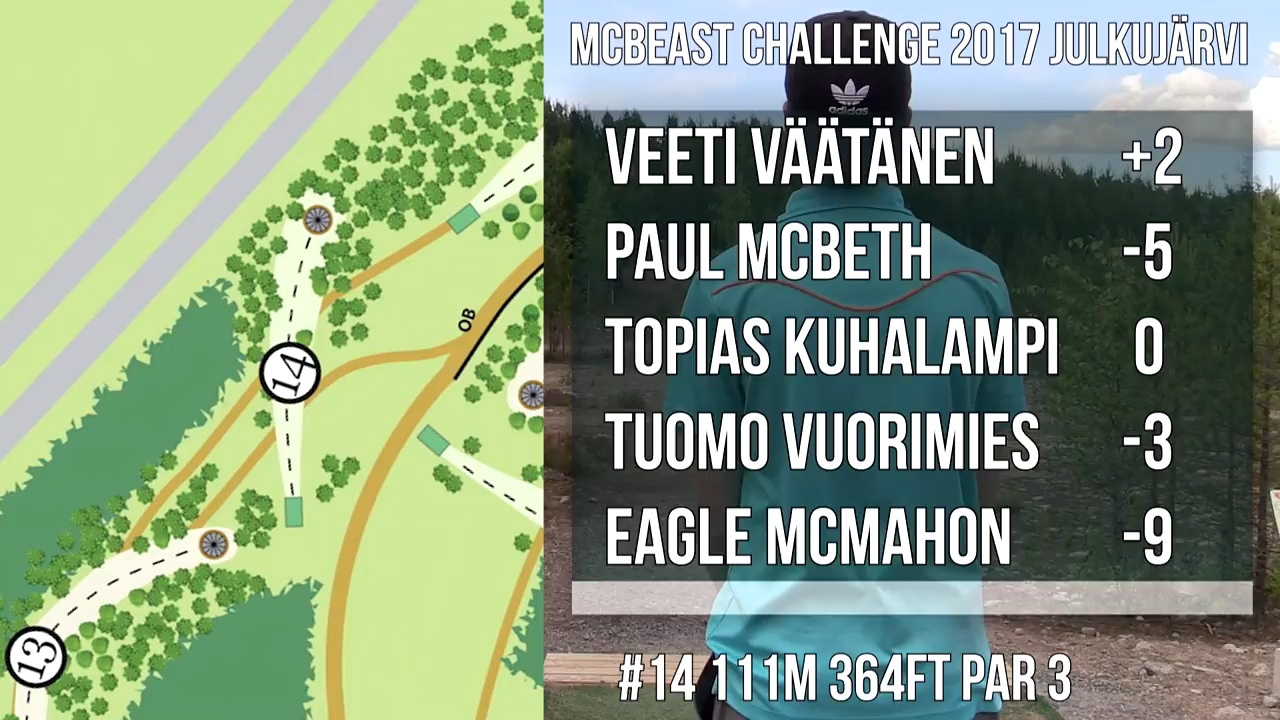 MCBEAST CHALLENGE 2017 JULKUJÄRVI
adidas
VEETI VÄÄTÄNEN +2
PAUL MCBETH -5
TOPIAS KUHALAMPI 0
TUOMO VUORIMIES -3
EAGLE MCMAHON -9
#14 111M 364FT PAR 3
OB
14
13